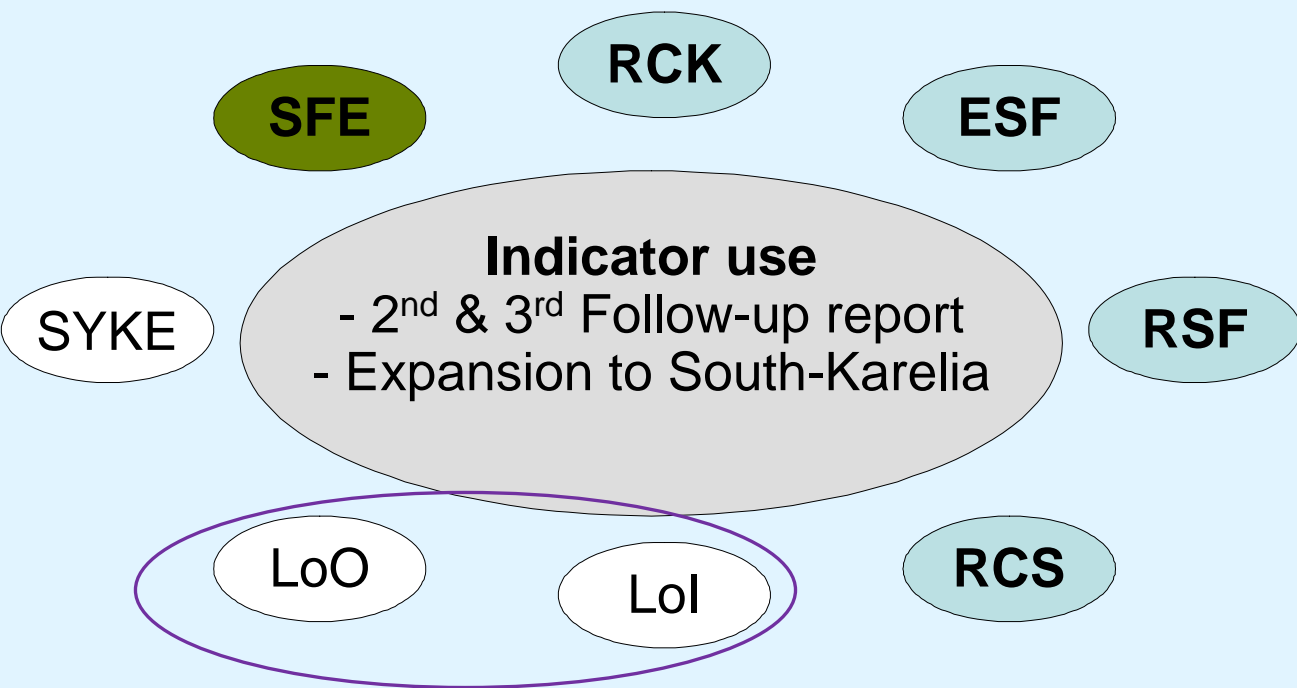 RCK
SFE
ESF
Indicator use
- 2nd & 3rd Follow-up report
- Expansion to South-Karelia
SYKE
RSF
LoO
LoI
RCS